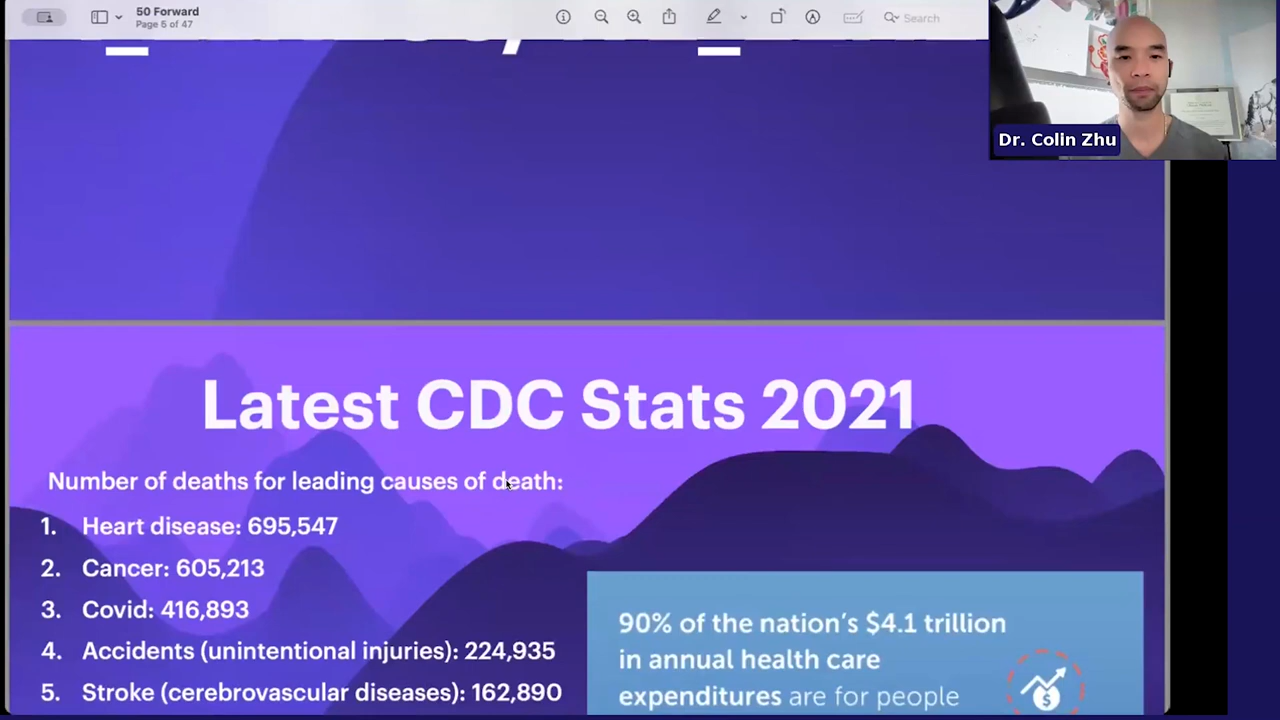 50 Forward
Page 5 of 47
Search
Dr. Colin Zhu
Latest CDC Stats 2021
Number of deaths for leading causes of death:
1. Heart disease: 695,547
2. Cancer: 605,213
3. Covid: 416,893
4. Accidents (unintentional injuries): 224,935
5. Stroke (cerebrovascular diseases): 162,890
90% of the nation's $4.1 trillion
in annual health care
expenditures are for people